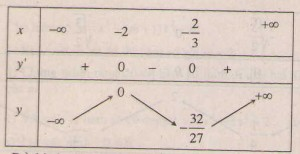 x −∞ −2 −2/3 +∞
y' + 0 − 0 +
y −∞ 0 −32/27 +∞